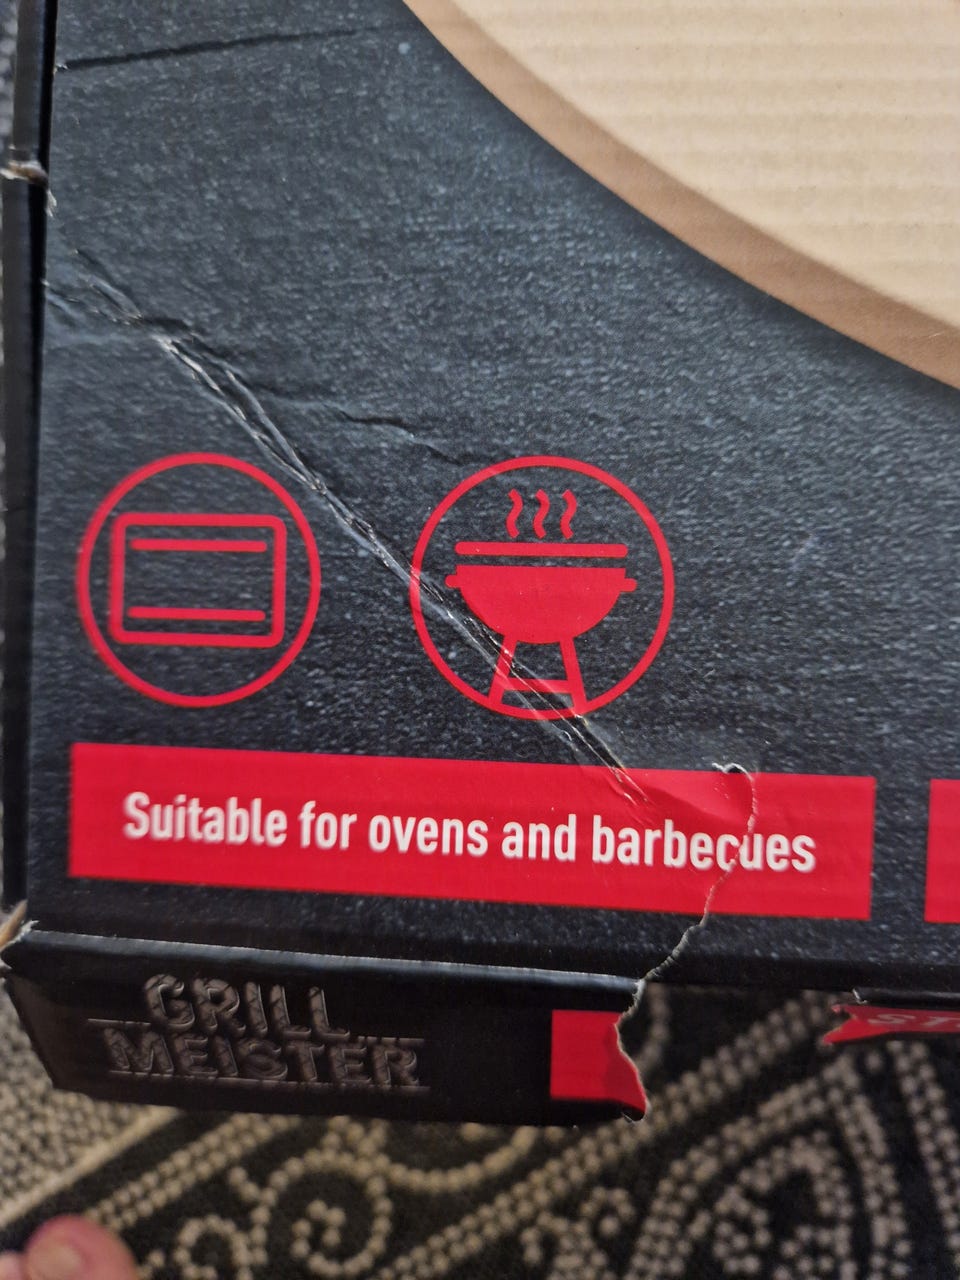 Suitable for ovens and barbecues
GRILL
MEISTER